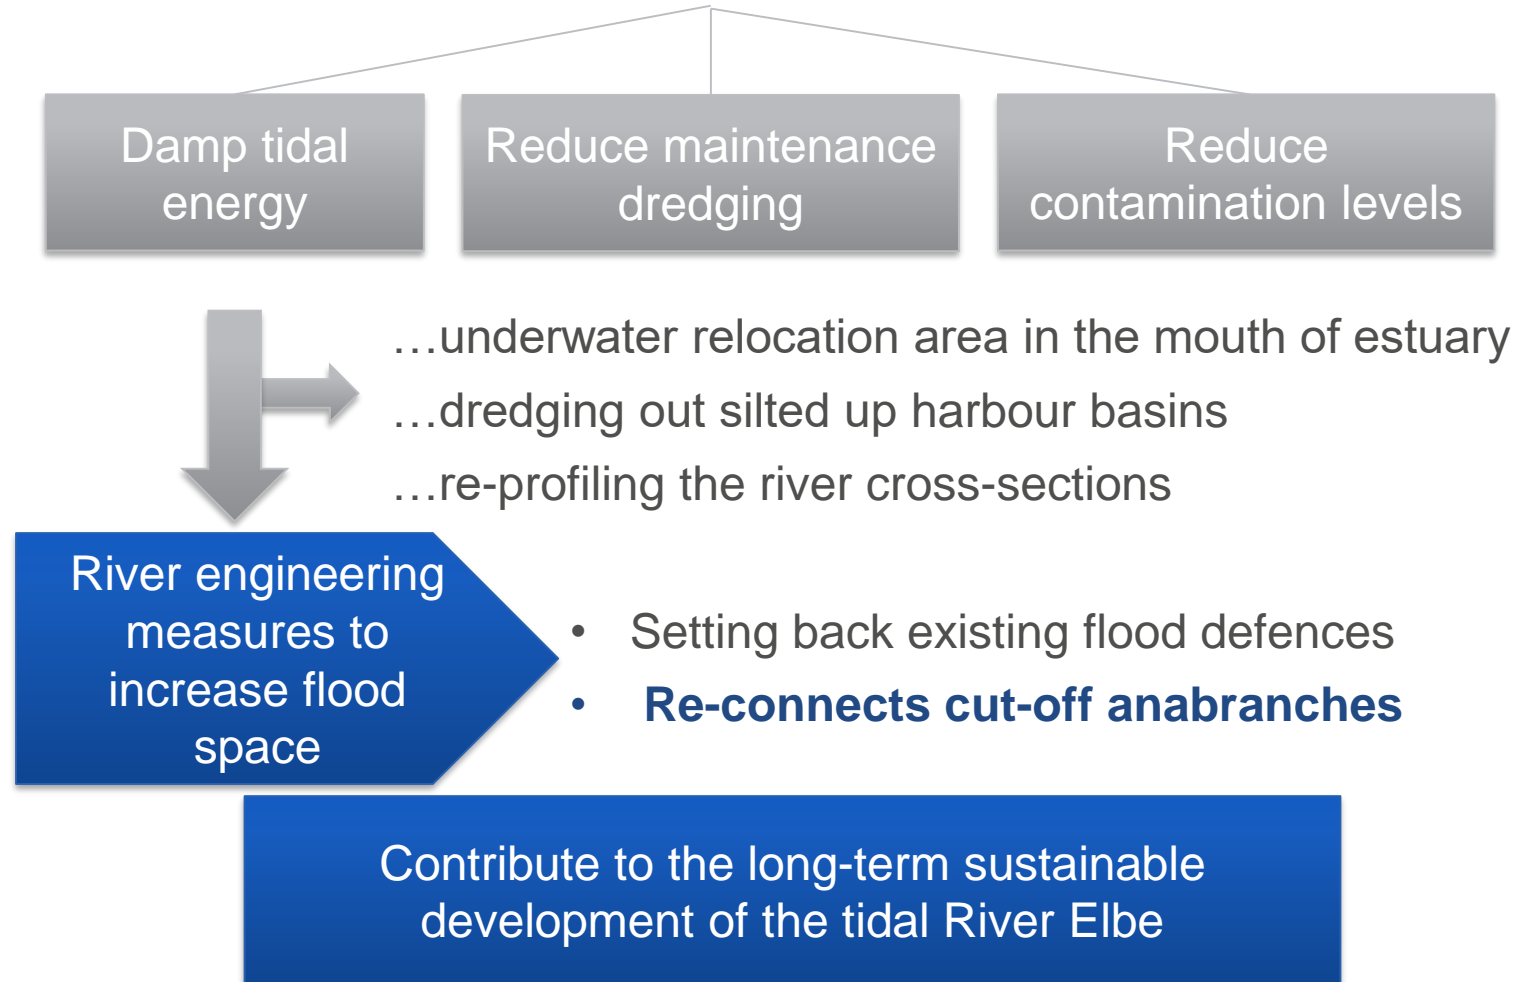 Damp tidal
energy
Reduce maintenance
dredging
Reduce
contamination levels
…underwater relocation area in the mouth of estuary
…dredging out silted up harbour basins
…re-profiling the river cross-sections
River engineering
measures to
increase flood
space
• Setting back existing flood defences
• Re-connects cut-off anabranches
Contribute to the long-term sustainable
development of the tidal River Elbe